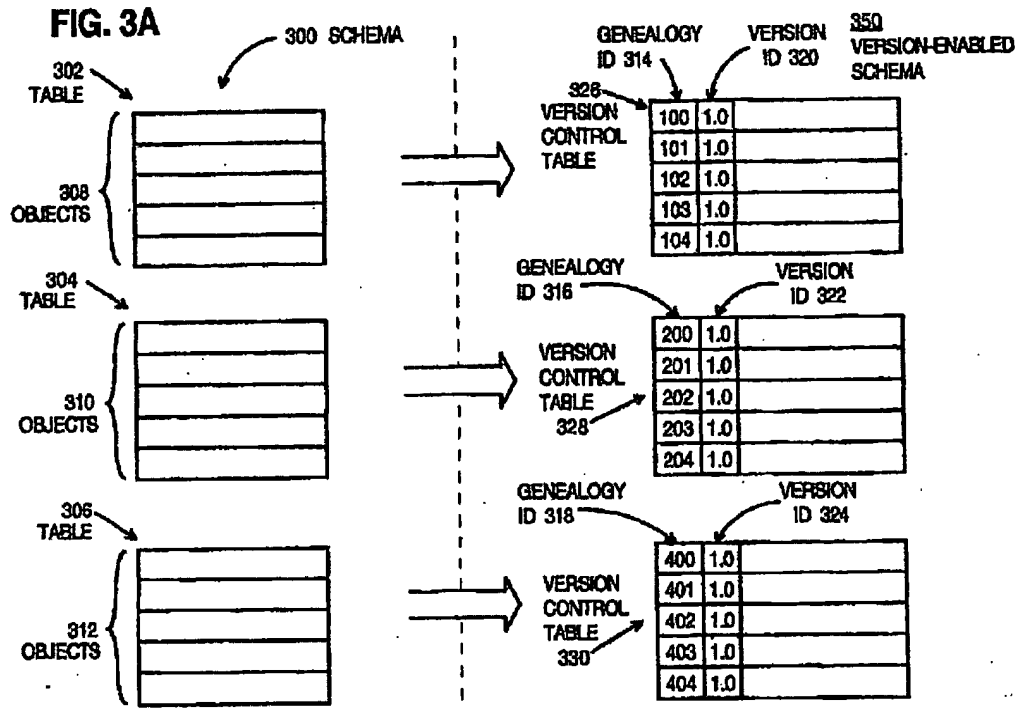 FIG. 3A
300 SCHEMA
302
TABLE
308
OBJECTS
304
TABLE
310
OBJECTS
306
TABLE
312
OBJECTS
350
VERSION-ENABLED
SCHEMA
GENEALOGY
ID 314
VERSION
ID 320
326
VERSION
CONTROL
TABLE
100 1.0
101 1.0
102 1.0
103 1.0
104 1.0
GENEALOGY
ID 316
VERSION
ID 322
VERSION
CONTROL
TABLE
328
200 1.0
201 1.0
202 1.0
203 1.0
204 1.0
GENEALOGY
ID 318
VERSION
ID 324
VERSION
CONTROL
TABLE
330
400 1.0
401 1.0
402 1.0
403 1.0
404 1.0